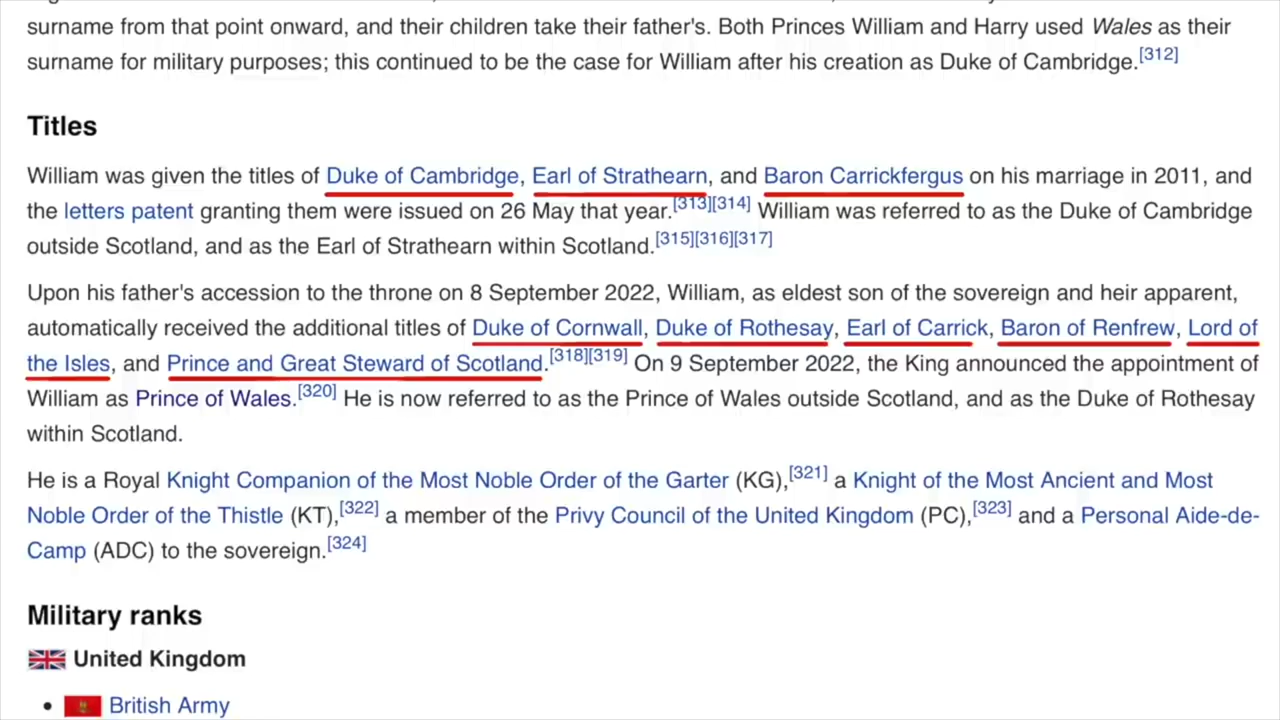 surname from that point onward, and their children take their father's. Both Princes William and Harry used Wales as their
surname for military purposes; this continued to be the case for William after his creation as Duke of Cambridge.[312]
Titles
William was given the titles of Duke of Cambridge, Earl of Strathearn, and Baron Carrickfergus on his marriage in 2011, and
the letters patent granting them were issued on 26 May that year.[313][314] William was referred to as the Duke of Cambridge
outside Scotland, and as the Earl of Strathearn within Scotland.[315][316][317]
Upon his father's accession to the throne on 8 September 2022, William, as eldest son of the sovereign and heir apparent,
automatically received the additional titles of Duke of Cornwall, Duke of Rothesay, Earl of Carrick, Baron of Renfrew, Lord of
the Isles, and Prince and Great Steward of Scotland.[318][319] On 9 September 2022, the King announced the appointment of
William as Prince of Wales.[320] He is now referred to as the Prince of Wales outside Scotland, and as the Duke of Rothesay
within Scotland.
He is a Royal Knight Companion of the Most Noble Order of the Garter (KG),[321] a Knight of the Most Ancient and Most
Noble Order of the Thistle (KT),[322] a member of the Privy Council of the United Kingdom (PC),[323] and a Personal Aide-de-
Camp (ADC) to the sovereign.[324]
Military ranks
United Kingdom
• British Army